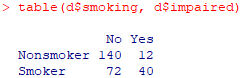 > table(d$smoking, d$impaired)
No Yes
Nonsmoker 140 12
Smoker 72 40